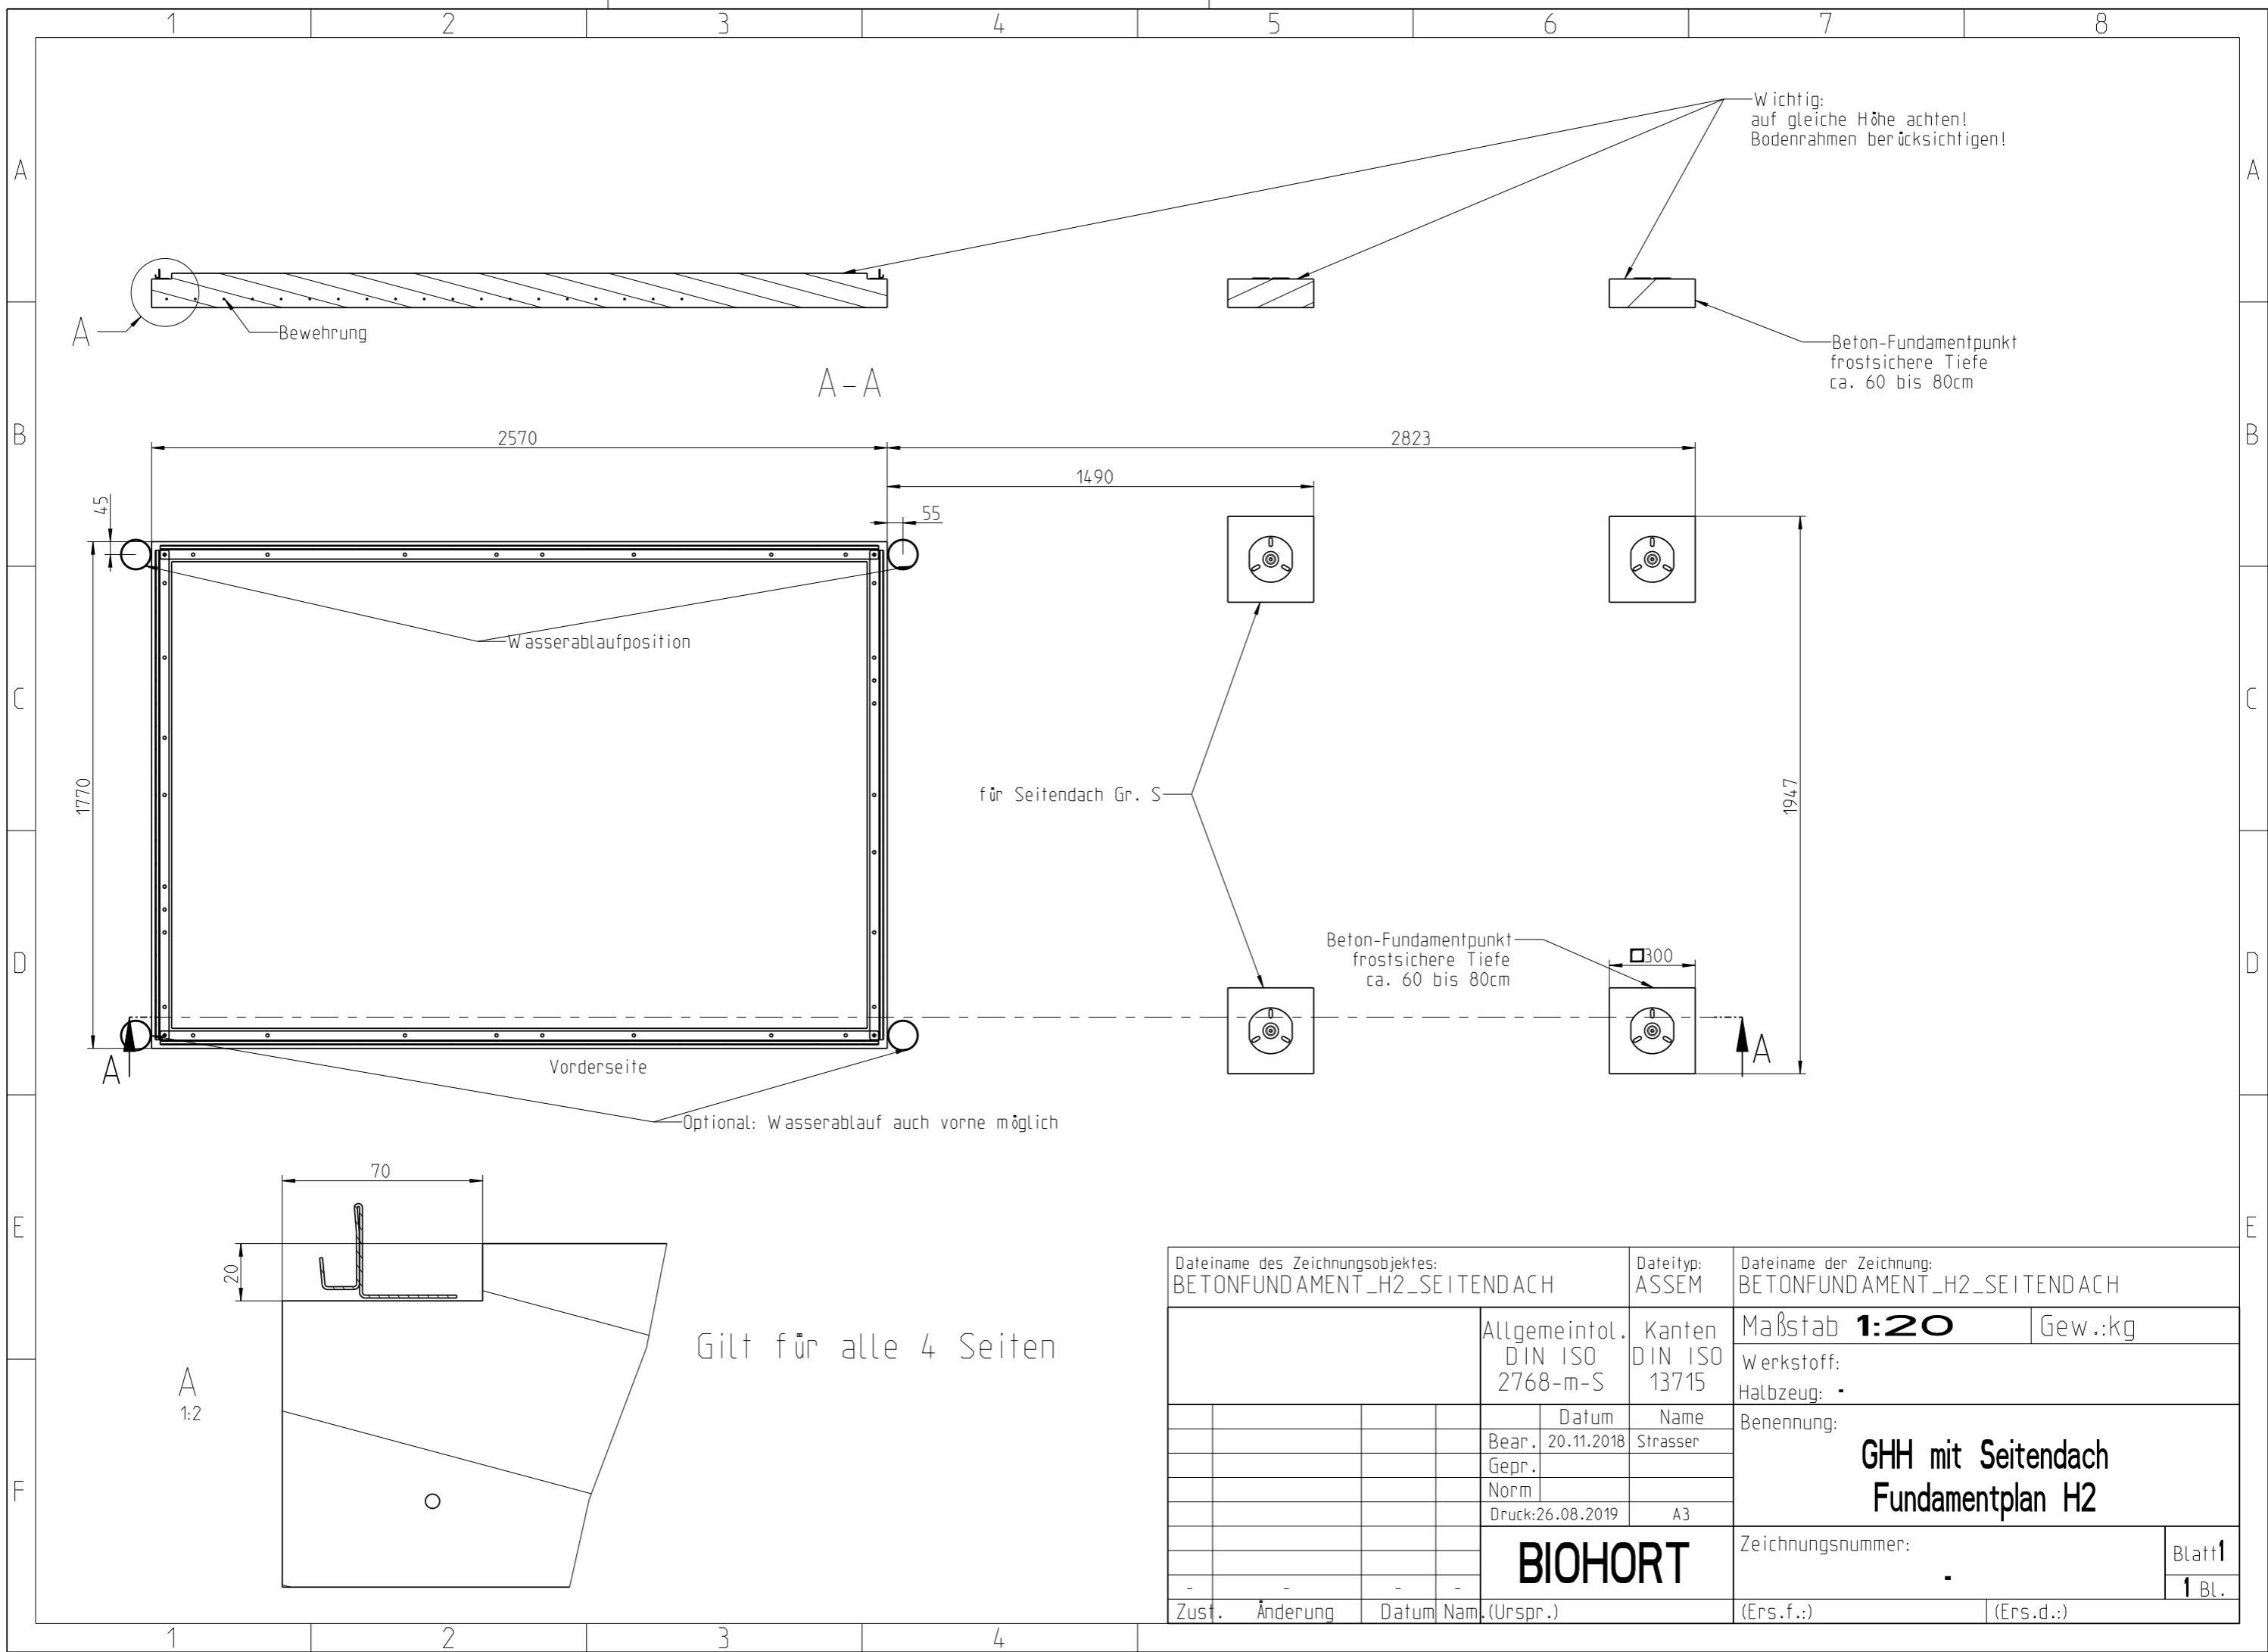 1 2 3 4 5 6 7 8
A A
B B
C C
D D
E E
F
1 2 3 4
Wichtig:
auf gleiche Höhe achten!
Bodenrahmen berücksichtigen!
A
Bewehrung
Beton-Fundamentpunkt
frostsichere Tiefe
ca. 60 bis 80cm
A-A
2570
2823
1490
45
55
Wasserablaufposition
1770
für Seitendach Gr. S
1947
Beton-Fundamentpunkt
frostsichere Tiefe
ca. 60 bis 80cm
□300
A
A
Vorderseite
Optional: Wasserablauf auch vorne möglich
70
20
Gilt für alle 4 Seiten
A
1:2
Dateiname des Zeichnungsobjektes:
BETONFUNDAMENT_H2_SEITENDACH
Dateityp:
ASSEM
Dateiname der Zeichnung:
BETONFUNDAMENT_H2_SEITENDACH
Allgemeintol.
DIN ISO
2768-m-S
Kanten
DIN ISO
13715
Maßstab 1:20
Gew.:kg
Werkstoff:
Halbzeug: -
Datum Name
Bear. 20.11.2018 Strasser
Gepr.
Norm
Druck:26.08.2019 A3
Benennung:
GHH mit Seitendach
Fundamentplan H2
BIOHORT
Zeichnungsnummer:
-
Blatt1
1 Bl.
- - - -
Zust. Änderung Datum Nam. (Urspr.) (Ers.f.:) (Ers.d.:)